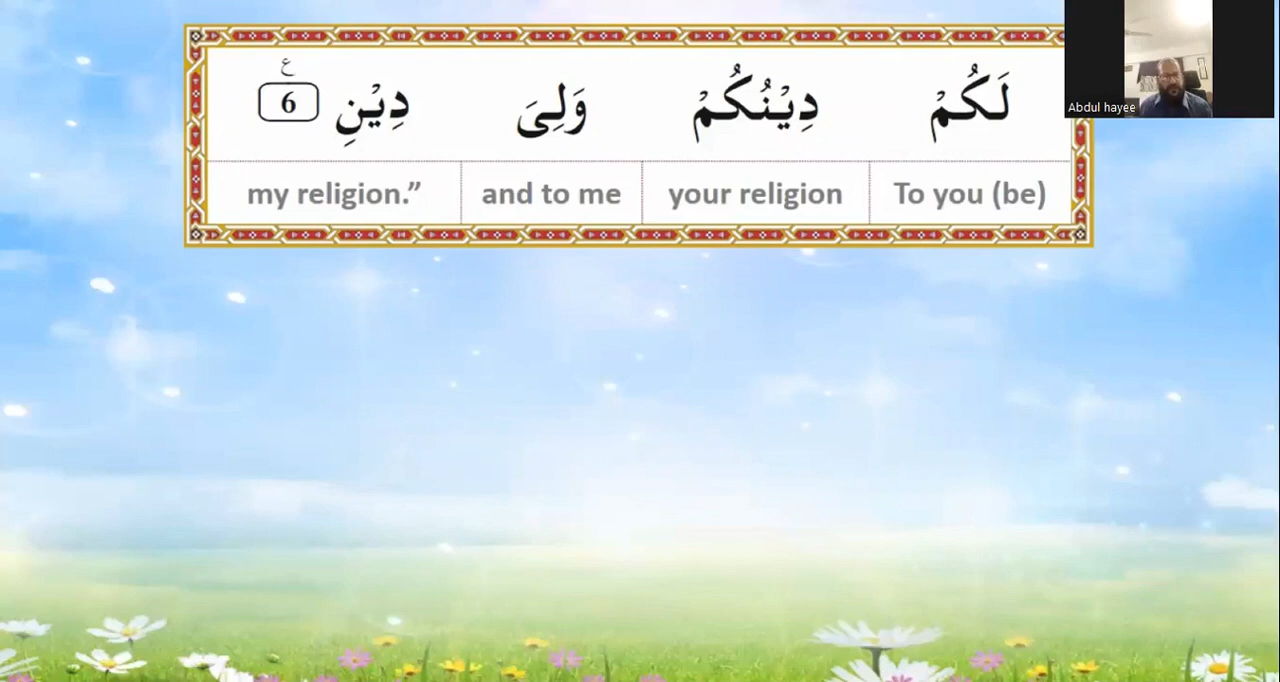 ع
لَكُمْ دِيْنُكُمْ وَلِىَ دِيْنِ 6
To you (be) your religion and to me my religion.”
Abdul hayee